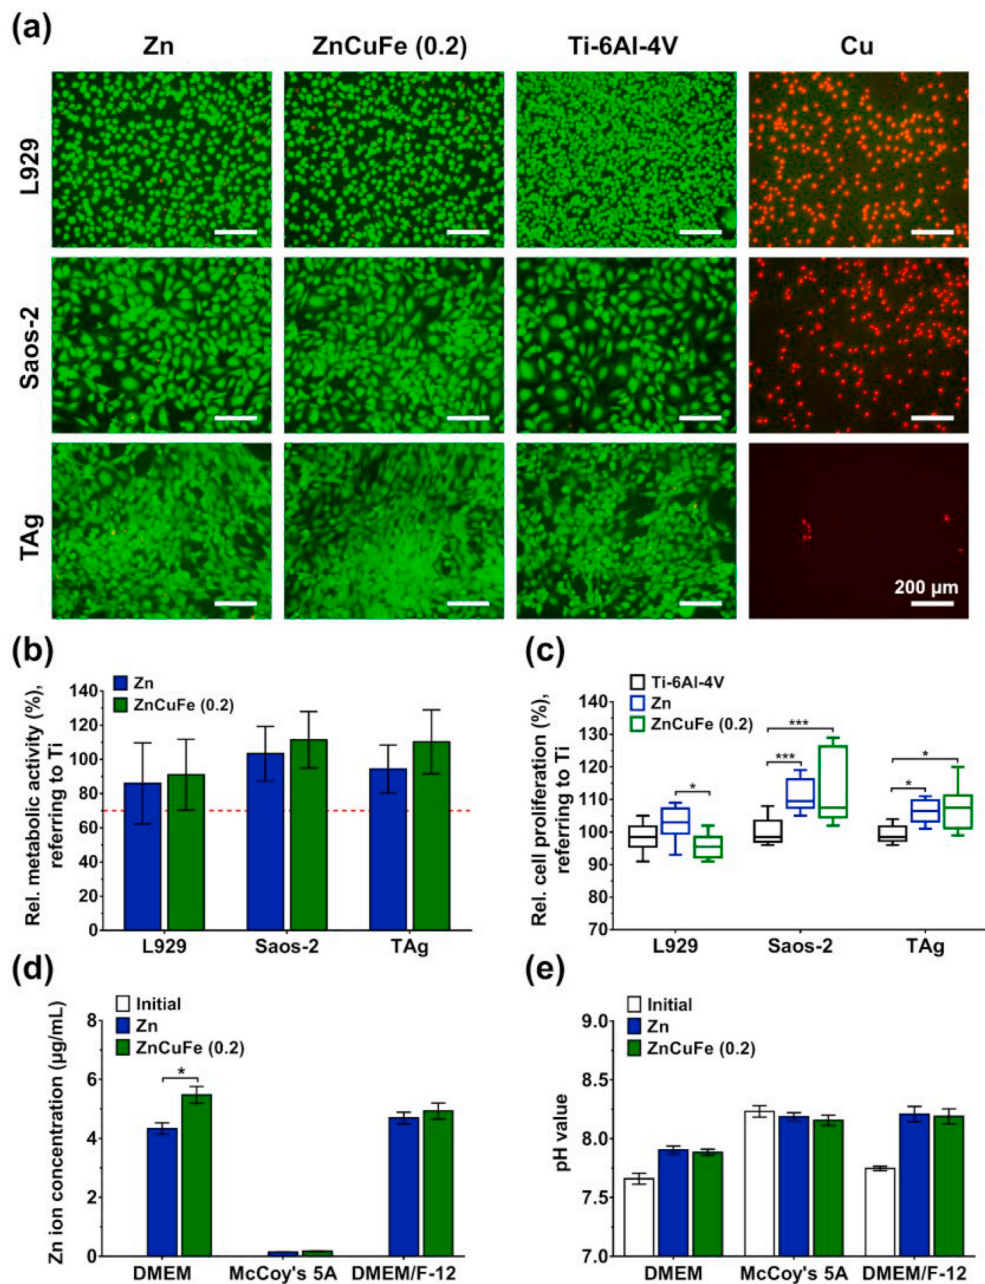 (a)
Zn ZnCuFe (0.2) Ti-6Al-4V Cu
L929
Saos-2
TAg
200 µm
(b)
Zn
ZnCuFe (0.2)
Rel. metabolic activity (%),
referring to Ti
140
120
100
80
60
40
20
0
L929 Saos-2 TAg
(c)
Ti-6Al-4V
Zn
ZnCuFe (0.2)
Rel. cell proliferation (%),
referring to Ti
140
130
120
110
100
90
80
70
*
***
***
*
*
L929 Saos-2 TAg
(d)
Initial
Zn
ZnCuFe (0.2)
Zn ion concentration (µg/mL)
8
6
4
2
0
*
DMEM McCoy's 5A DMEM/F-12
(e)
Initial
Zn
ZnCuFe (0.2)
pH value
9.0
8.5
8.0
7.5
7.0
DMEM McCoy's 5A DMEM/F-12